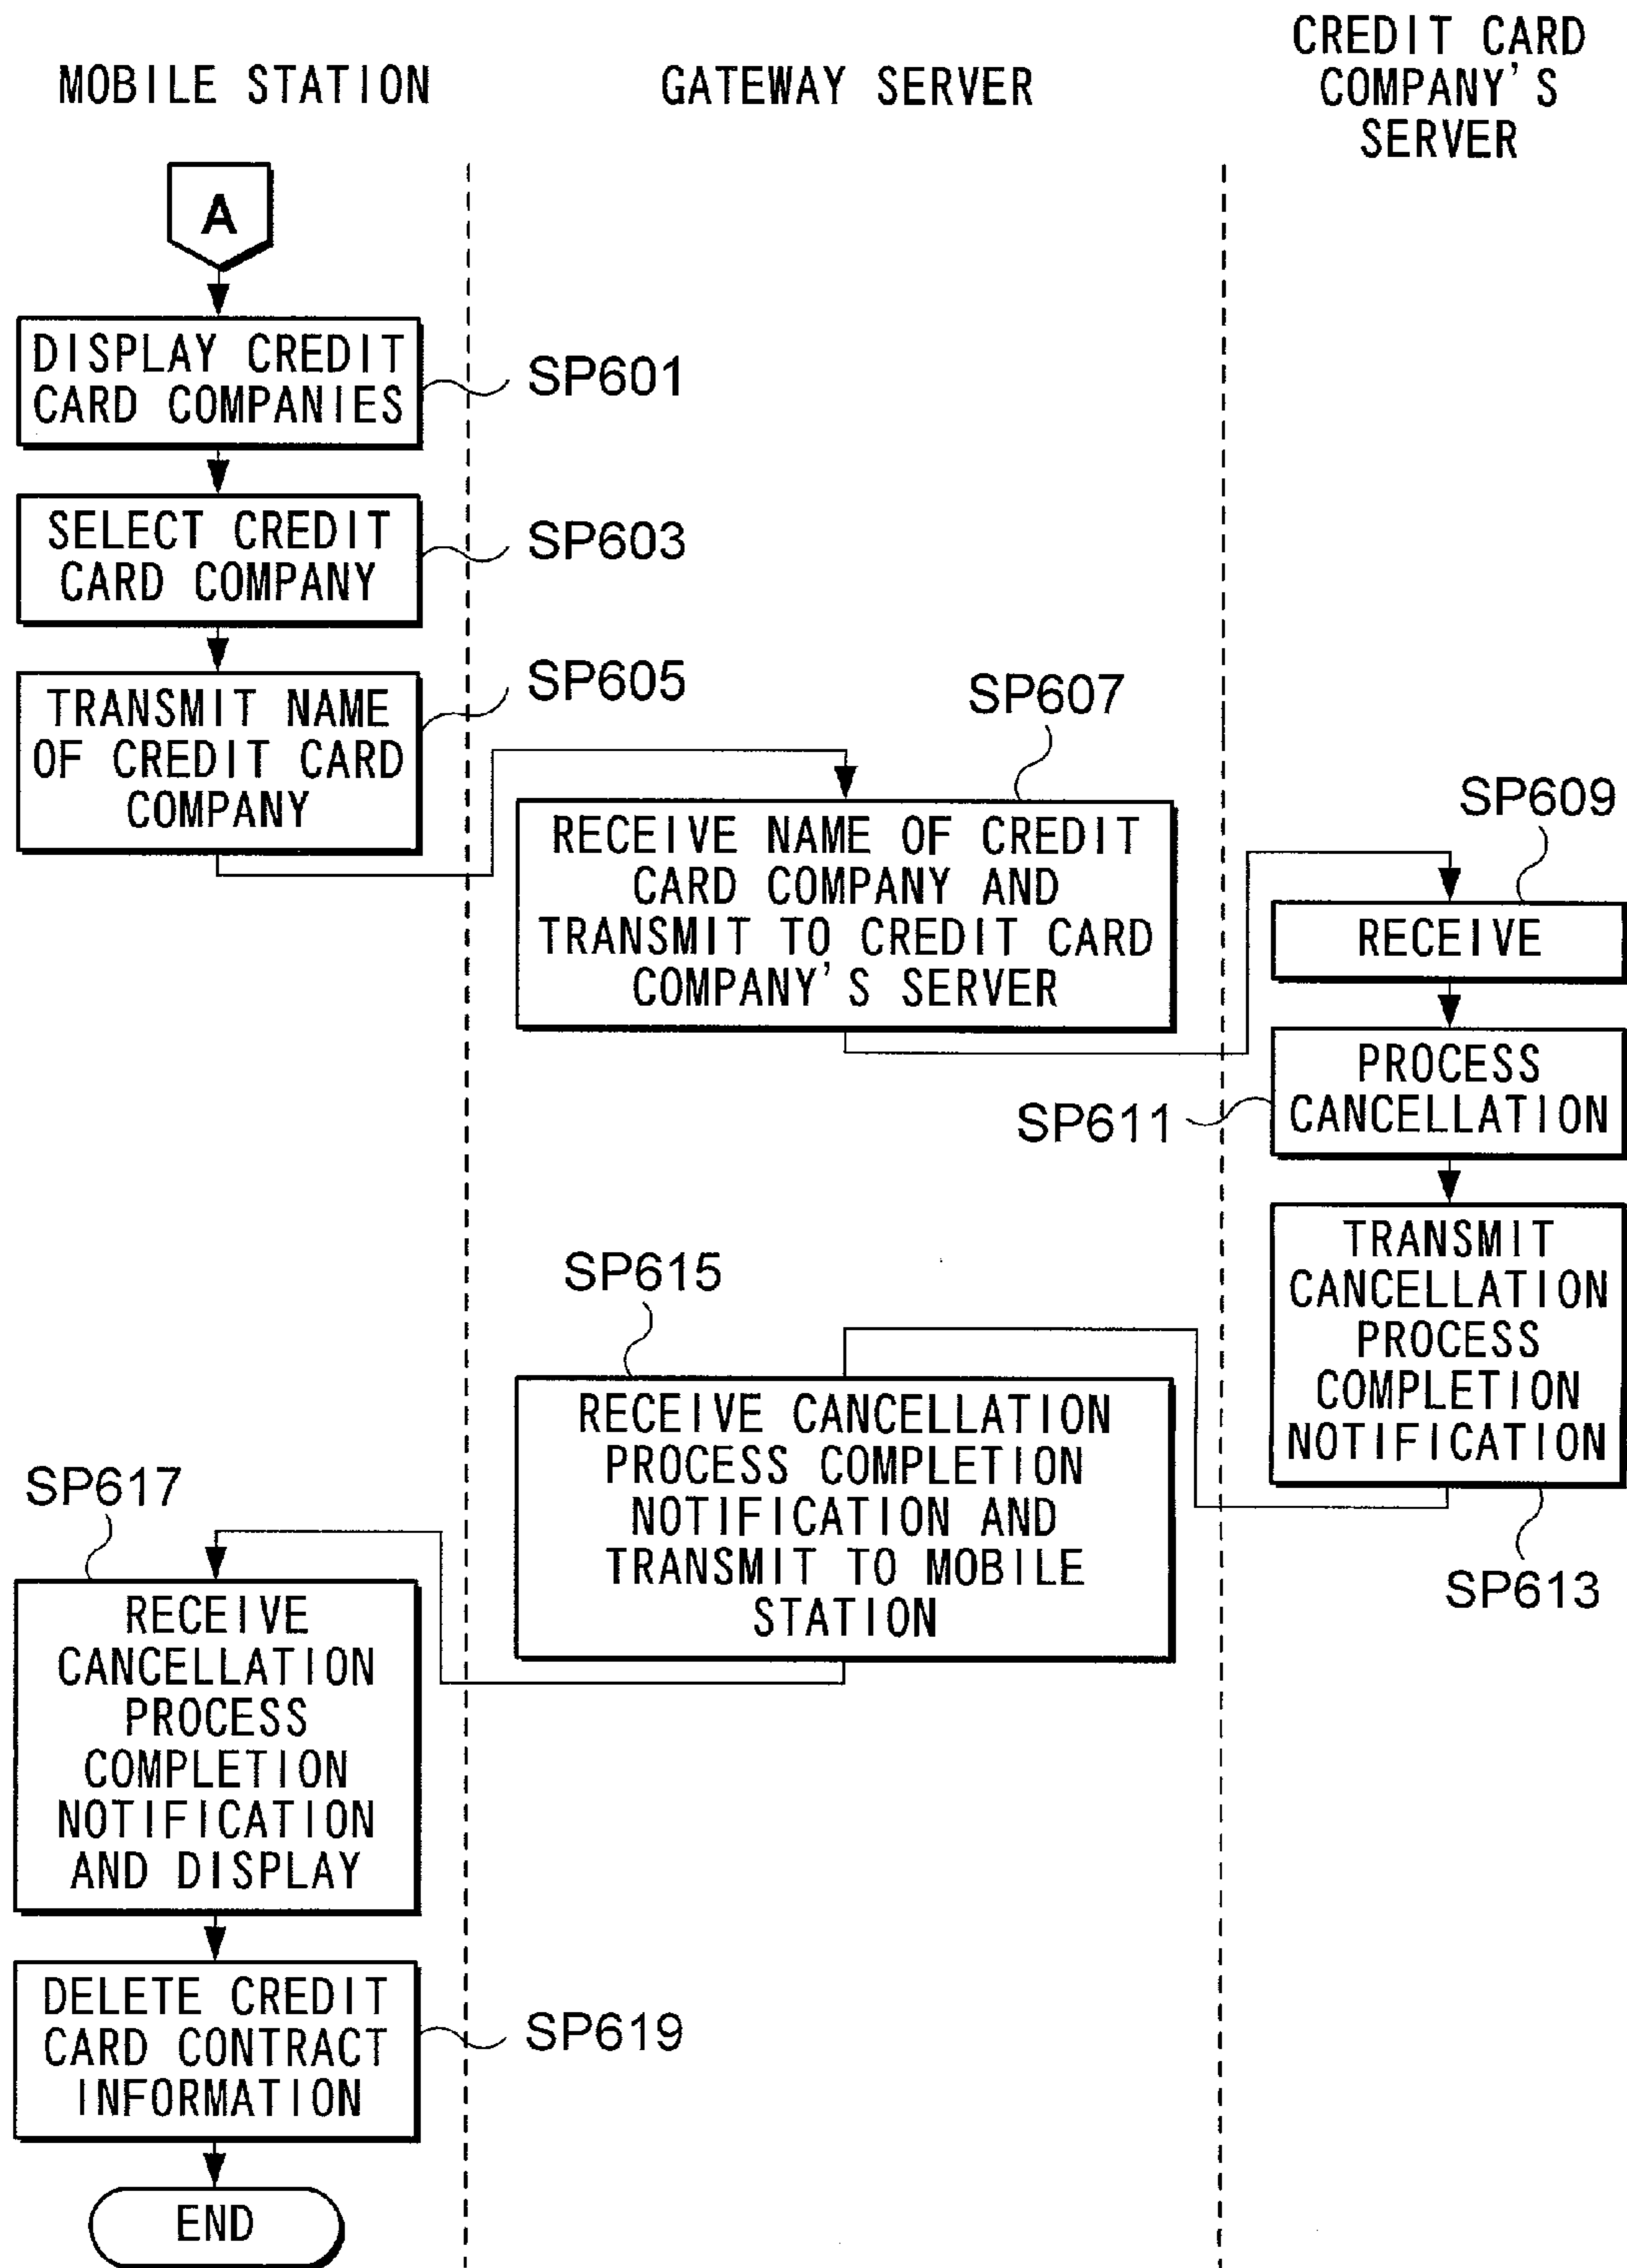 MOBILE STATION
GATEWAY SERVER
CREDIT CARD
COMPANY'S
SERVER
A
DISPLAY CREDIT
CARD COMPANIES
SP601
SELECT CREDIT
CARD COMPANY
SP603
TRANSMIT NAME
OF CREDIT CARD
COMPANY
SP605
SP607
RECEIVE NAME OF CREDIT
CARD COMPANY AND
TRANSMIT TO CREDIT CARD
COMPANY'S SERVER
SP609
RECEIVE
PROCESS
CANCELLATION
SP611
TRANSMIT
CANCELLATION
PROCESS
COMPLETION
NOTIFICATION
SP613
SP615
RECEIVE CANCELLATION
PROCESS COMPLETION
NOTIFICATION AND
TRANSMIT TO MOBILE
STATION
SP617
RECEIVE
CANCELLATION
PROCESS
COMPLETION
NOTIFICATION
AND DISPLAY
DELETE CREDIT
CARD CONTRACT
INFORMATION
SP619
END